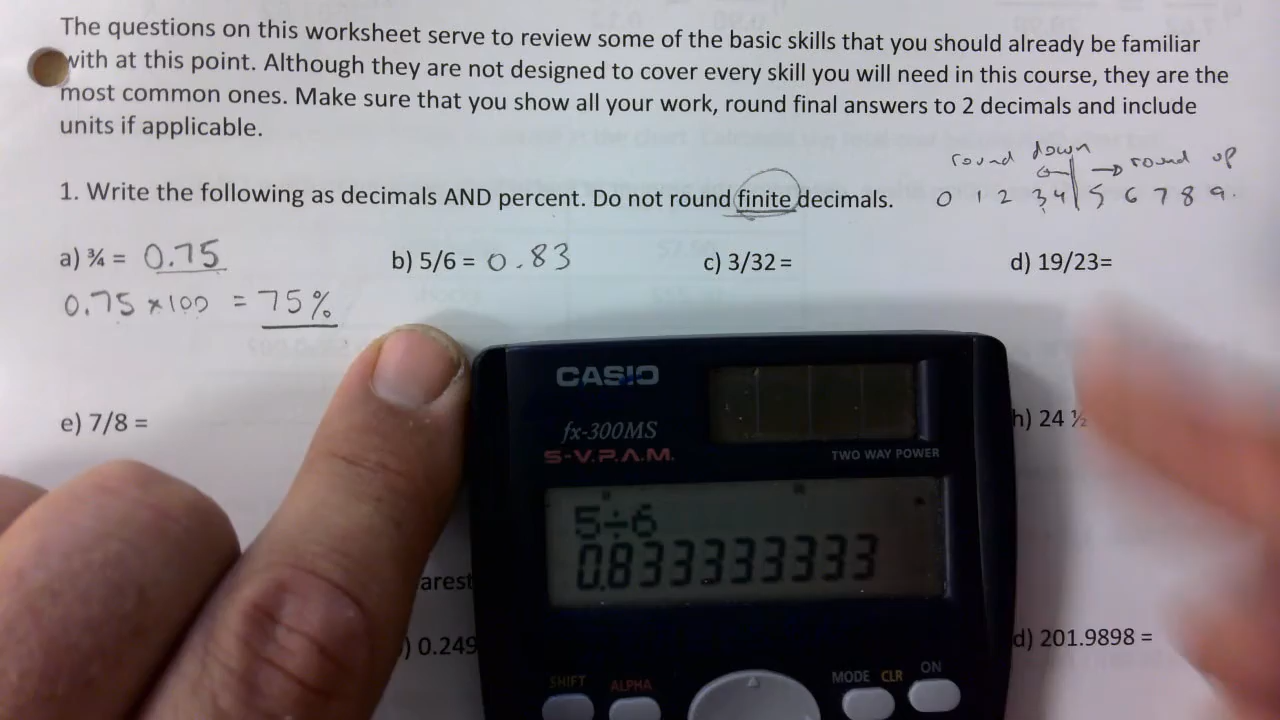 The questions on this worksheet serve to review some of the basic skills that you should already be familiar
with at this point. Although they are not designed to cover every skill you will need in this course, they are the
most common ones. Make sure that you show all your work, round final answers to 2 decimals and include
units if applicable.
round down → round up
1. Write the following as decimals AND percent. Do not round finite decimals. 0 1 2 3 4 | 5 6 7 8 9
a) ¾ = 0.75 b) 5/6 = 0.83 c) 3/32 = d) 19/23=
0.75 × 100 = 75%
CASIO
e) 7/8 = h) 24 ½
fx-300MS
S-V.P.A.M. TWO WAY POWER
5÷6
0.833333333
arest
) 0.249 d) 201.9898 =
SHIFT ALPHA MODE CLR ON